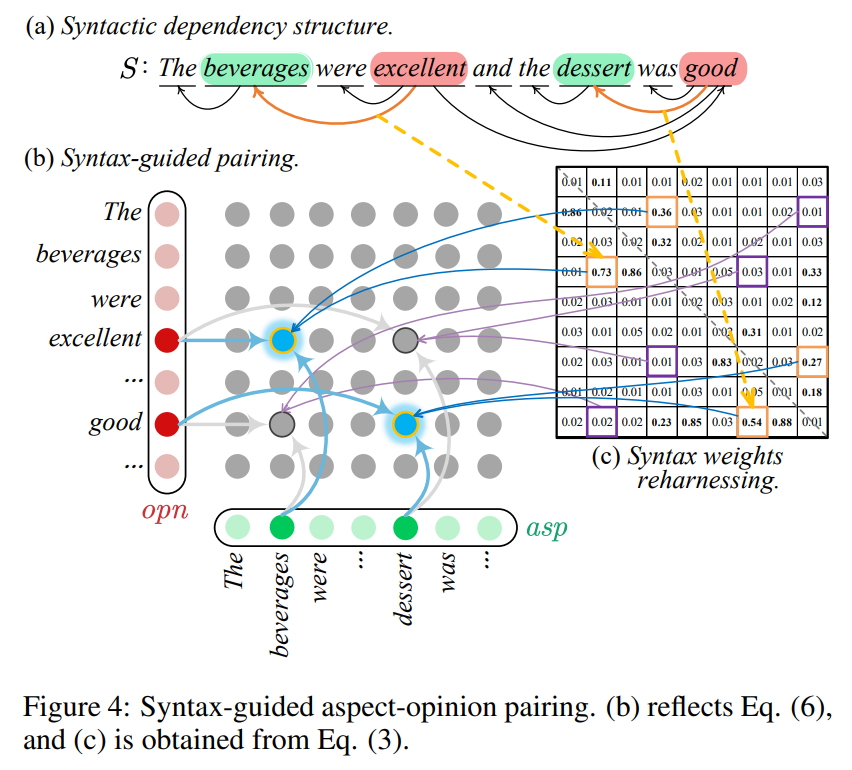 (a) Syntactic dependency structure.
S: The beverages were excellent and the dessert was good
(b) Syntax-guided pairing.
The
beverages
were
excellent
...
good
...
opn
The
beverages
were
...
dessert
was
...
asp
0.01 0.11 0.01 0.01 0.02 0.01 0.01 0.01 0.03
0.86 0.02 0.01 0.36 0.03 0.01 0.01 0.02 0.01
0.03 0.02 0.32 0.02 0.01 0.02 0.01 0.03
0.01 0.73 0.86 0.03 0.01 0.05 0.03 0.01 0.33
0.02 0.03 0.01 0.01 0.02 0.03 0.01 0.02 0.12
0.03 0.01 0.05 0.02 0.01 0.31 0.01 0.02
0.02 0.03 0.01 0.01 0.03 0.83 0.02 0.03 0.27
0.02 0.01 0.01 0.03 0.01 0.01 0.18
0.02 0.02 0.02 0.23 0.85 0.03 0.54 0.88 0.01
(c) Syntax weights
reharnessing.
Figure 4: Syntax-guided aspect-opinion pairing. (b) reflects Eq. (6),
and (c) is obtained from Eq. (3).